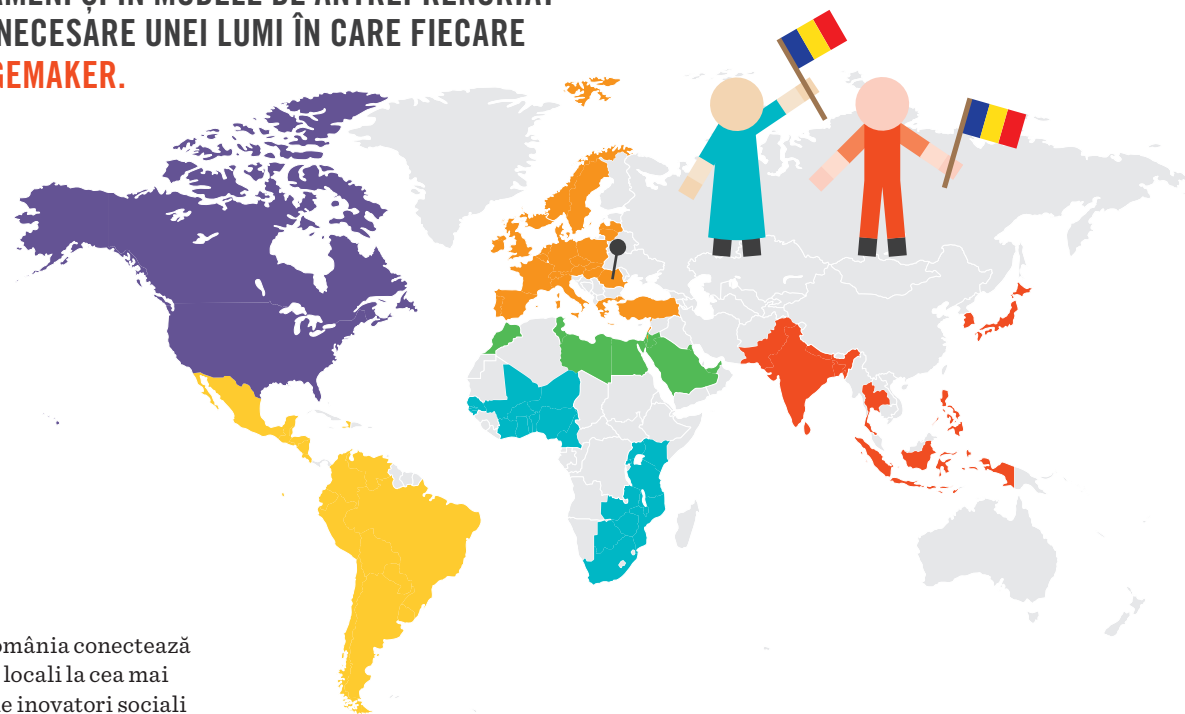 NECESARE UNEI LUMI ÎN CARE FIECARE
GEMAKER.
omânia conectează
locali la cea mai
e inovatori sociali